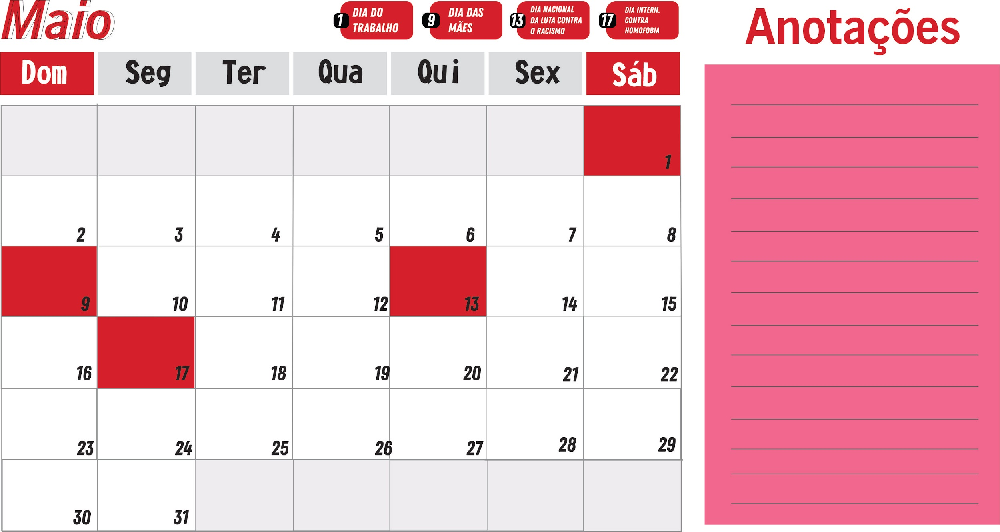 Maio
1 DIA DO
TRABALHO
9 DIA DAS
MÃES
13 DIA NACIONAL
DA LUTA CONTRA
O RACISMO
17 DIA INTERN.
CONTRA
HOMOFOBIA
Anotações
Dom Seg Ter Qua Qui Sex Sáb
1
2 3 4 5 6 7 8
9 10 11 12 13 14 15
16 17 18 19 20 21 22
23 24 25 26 27 28 29
30 31